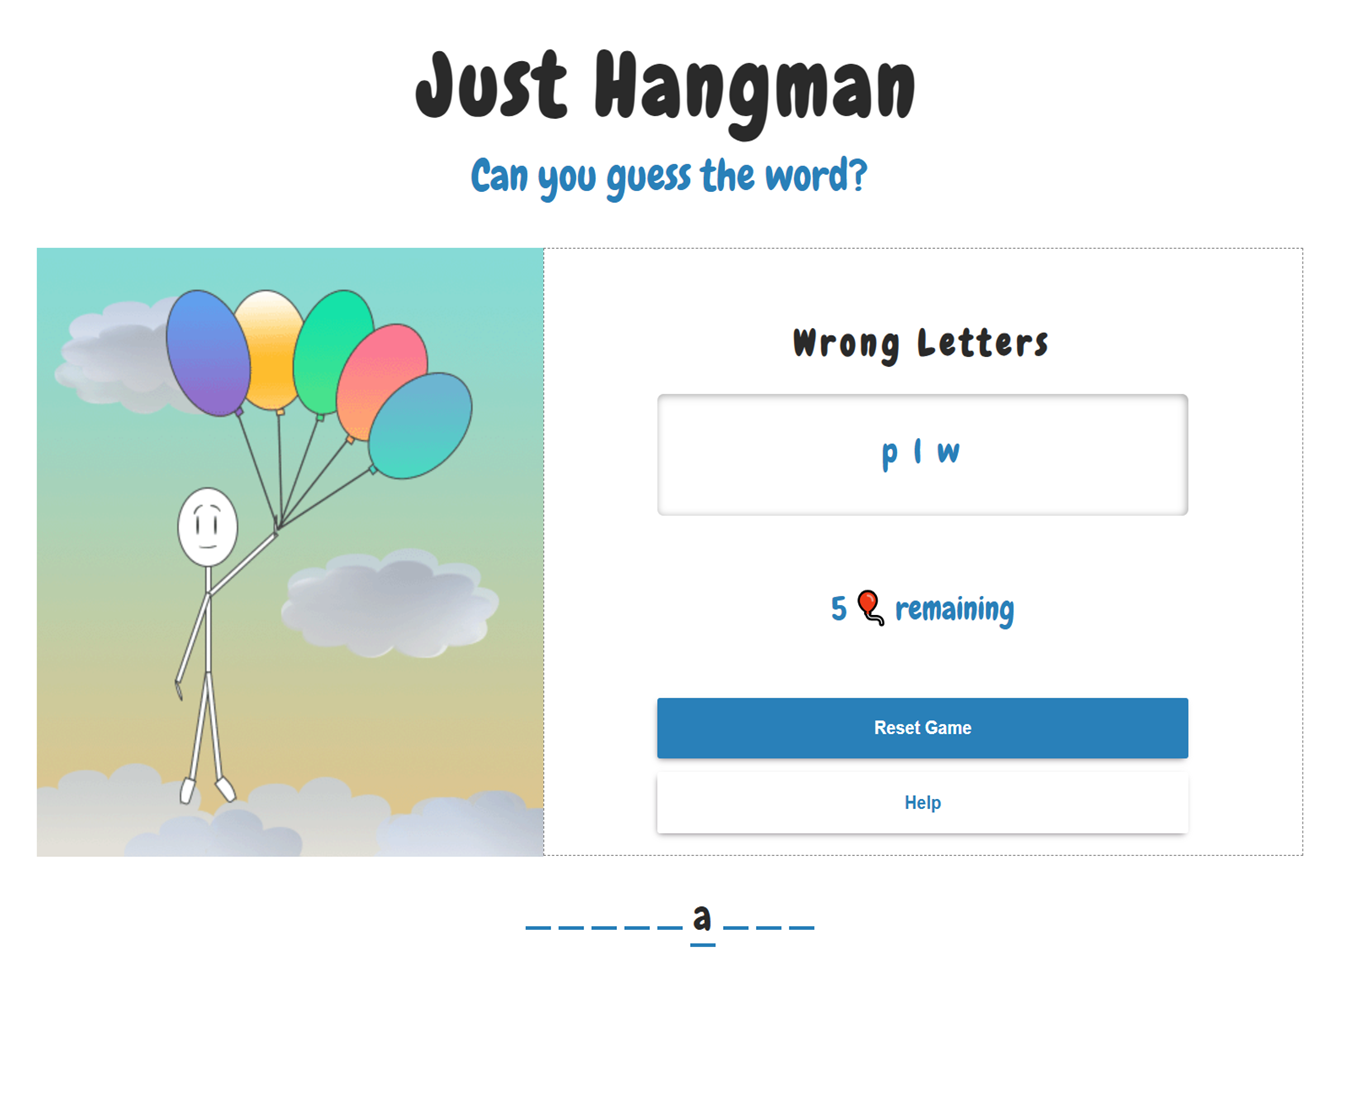 Just Hangman
Can you guess the word?
Wrong Letters
p l w
5 remaining
Reset Game
Help
_ _ _ _ _ a _ _ _